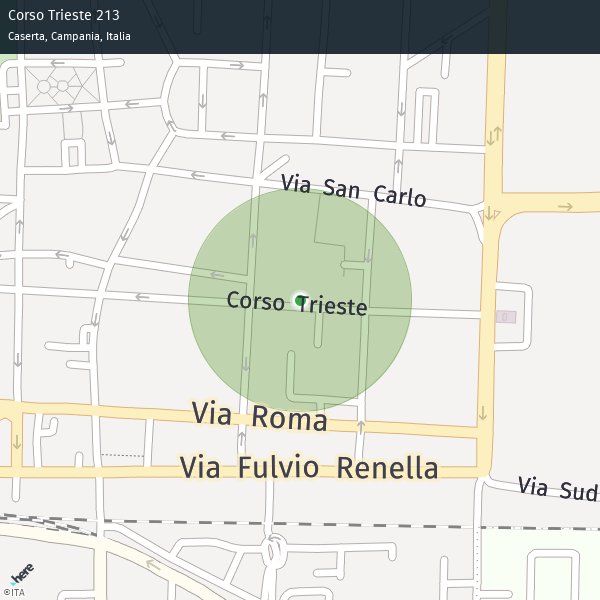 Corso Trieste 213
Caserta, Campania, Italia
Via San Carlo
Corso Trieste
Via Roma
Via Fulvio Renella
Via Sud
here
©ITA